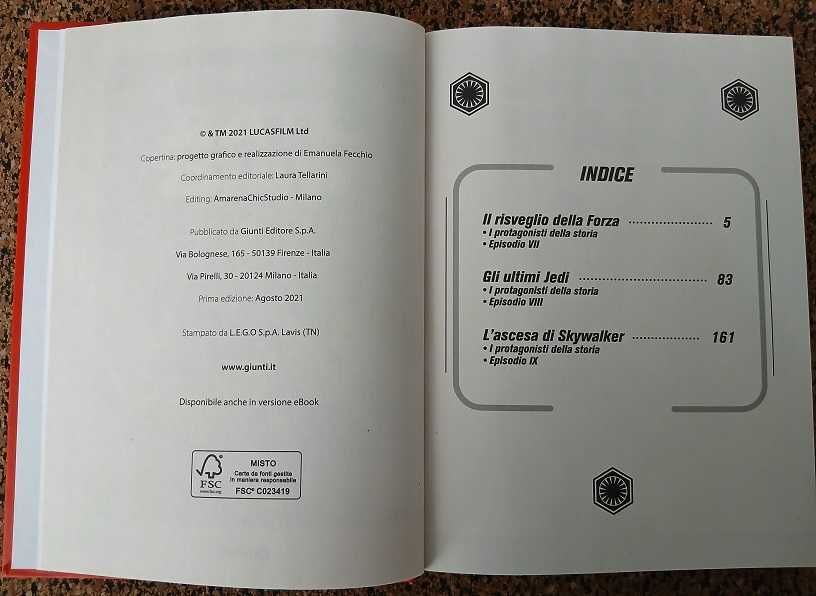 © & TM 2021 LUCASFILM Ltd
Copertina: progetto grafico e realizzazione di Emanuela Fecchio
Coordinamento editoriale: Laura Tellarini
Editing: AmarenaChicStudio - Milano
Pubblicato da Giunti Editore S.p.A.
Via Bolognese, 165 - 50139 Firenze - Italia
Via Pirelli, 30 - 20124 Milano - Italia
Prima edizione: Agosto 2021
Stampato da L.E.G.O S.p.A. Lavis (TN)
www.giunti.it
Disponibile anche in versione eBook
FSC
www.fsc.org
MISTO
Carta da fonti gestite
in maniera responsabile
FSC® C023419
INDICE
Il risveglio della Forza .................... 5
• I protagonisti della storia
• Episodio VII
Gli ultimi Jedi .............................. 83
• I protagonisti della storia
• Episodio VIII
L'ascesa di Skywalker ................ 161
• I protagonisti della storia
• Episodio IX